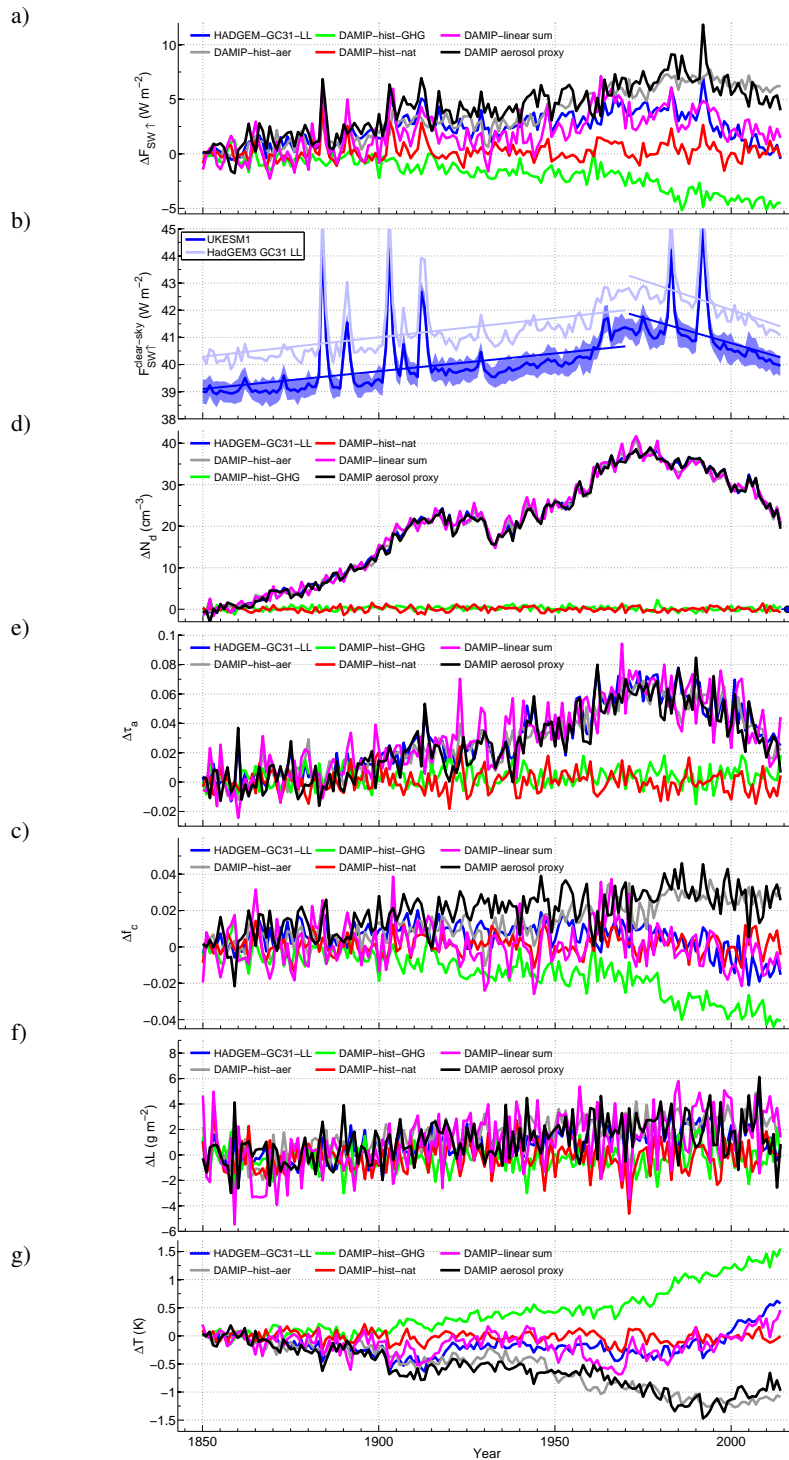 a)
HADGEM−GC31−LL DAMIP−hist−GHG DAMIP−linear sum
DAMIP−hist−aer DAMIP−hist−nat DAMIP aerosol proxy
ΔF SW ↑ (W m−2)
10
5
0
−5
b)
UKESM1
HadGEM3 GC31 LL
F clear−sky SW↑ (W m−2)
45
44
43
42
41
40
39
38
d)
HADGEM−GC31−LL DAMIP−hist−nat
DAMIP−hist−aer DAMIP−linear sum
DAMIP−hist−GHG DAMIP aerosol proxy
ΔNd (cm−3)
40
30
20
10
0
e)
HADGEM−GC31−LL DAMIP−hist−GHG DAMIP−linear sum
DAMIP−hist−aer DAMIP−hist−nat DAMIP aerosol proxy
Δτa
0.1
0.08
0.06
0.04
0.02
0
−0.02
c)
HADGEM−GC31−LL DAMIP−hist−GHG DAMIP−linear sum
DAMIP−hist−aer DAMIP−hist−nat DAMIP aerosol proxy
Δfc
0.04
0.02
0
−0.02
−0.04
f)
HADGEM−GC31−LL DAMIP−hist−GHG DAMIP−linear sum
DAMIP−hist−aer DAMIP−hist−nat DAMIP aerosol proxy
ΔL (g m−2)
8
6
4
2
0
−2
−4
−6
g)
HADGEM−GC31−LL DAMIP−hist−GHG DAMIP−linear sum
DAMIP−hist−aer DAMIP−hist−nat DAMIP aerosol proxy
ΔT (K)
1.5
1
0.5
0
−0.5
−1
−1.5
1850 1900 1950 2000
Year